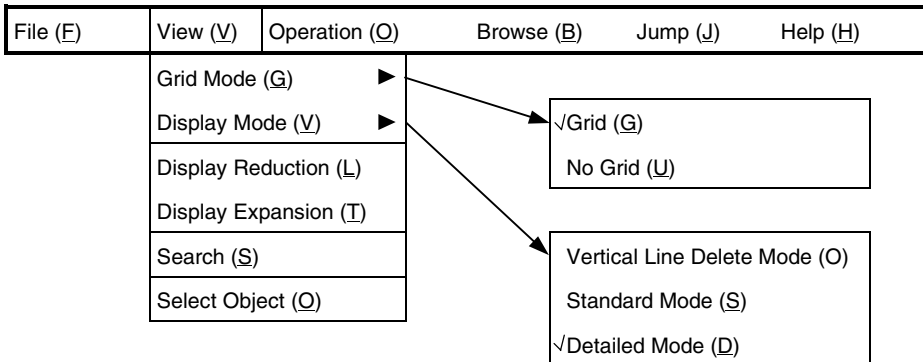 File (F) View (V) Operation (O) Browse (B) Jump (J) Help (H)
Grid Mode (G) ►
Display Mode (V) ►
Display Reduction (L)
Display Expansion (T)
Search (S)
Select Object (O)
√Grid (G)
No Grid (U)
Vertical Line Delete Mode (O)
Standard Mode (S)
√Detailed Mode (D)